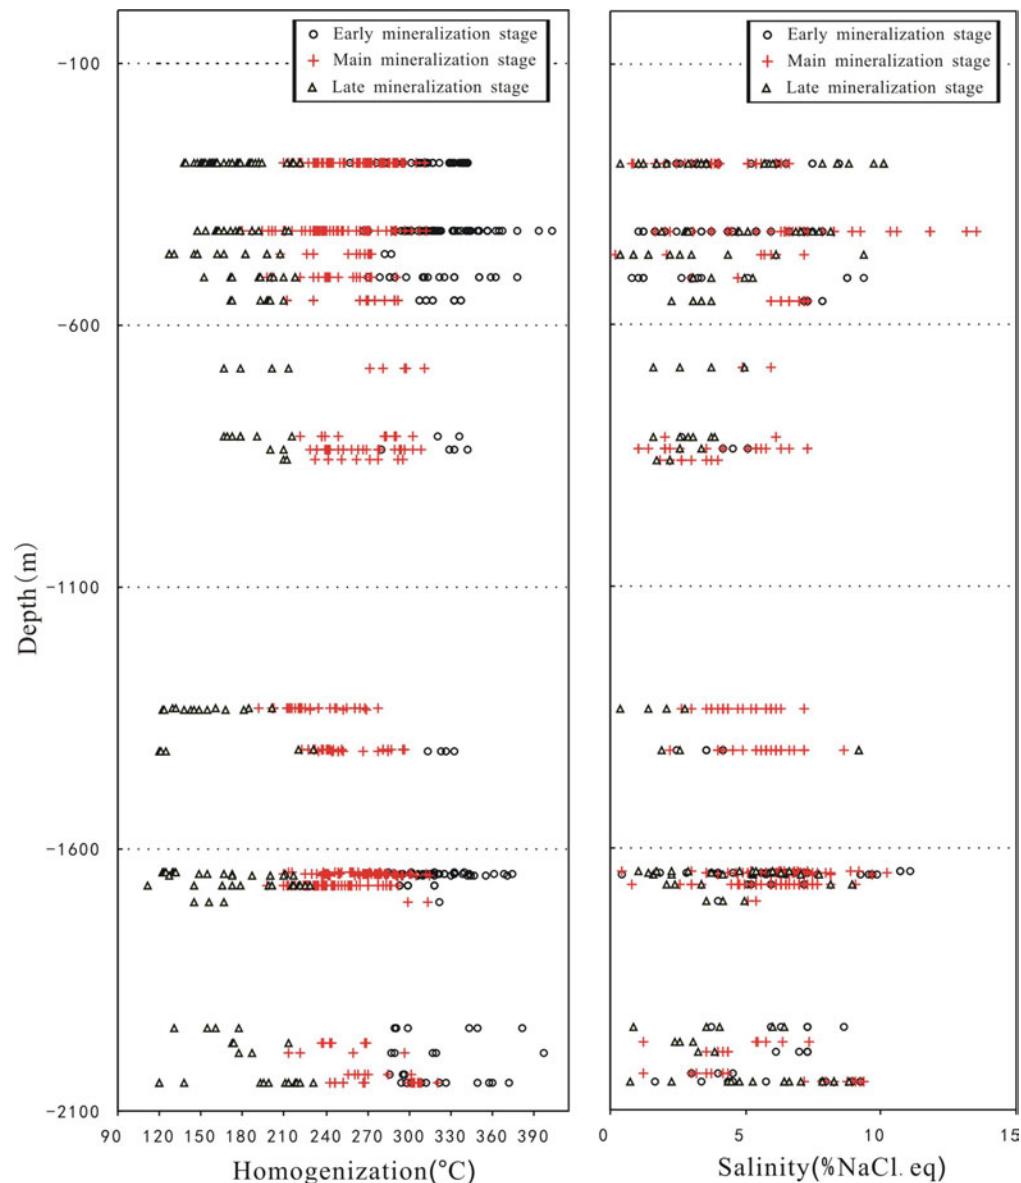 Early mineralization stage
Main mineralization stage
Late mineralization stage
Early mineralization stage
Main mineralization stage
Late mineralization stage
-100
-600
-1100
-1600
-2100
Depth(m)
90 120 150 180 210 240 270 300 330 360 390
Homogenization(°C)
0 5 10 15
Salinity(%NaCl. eq)